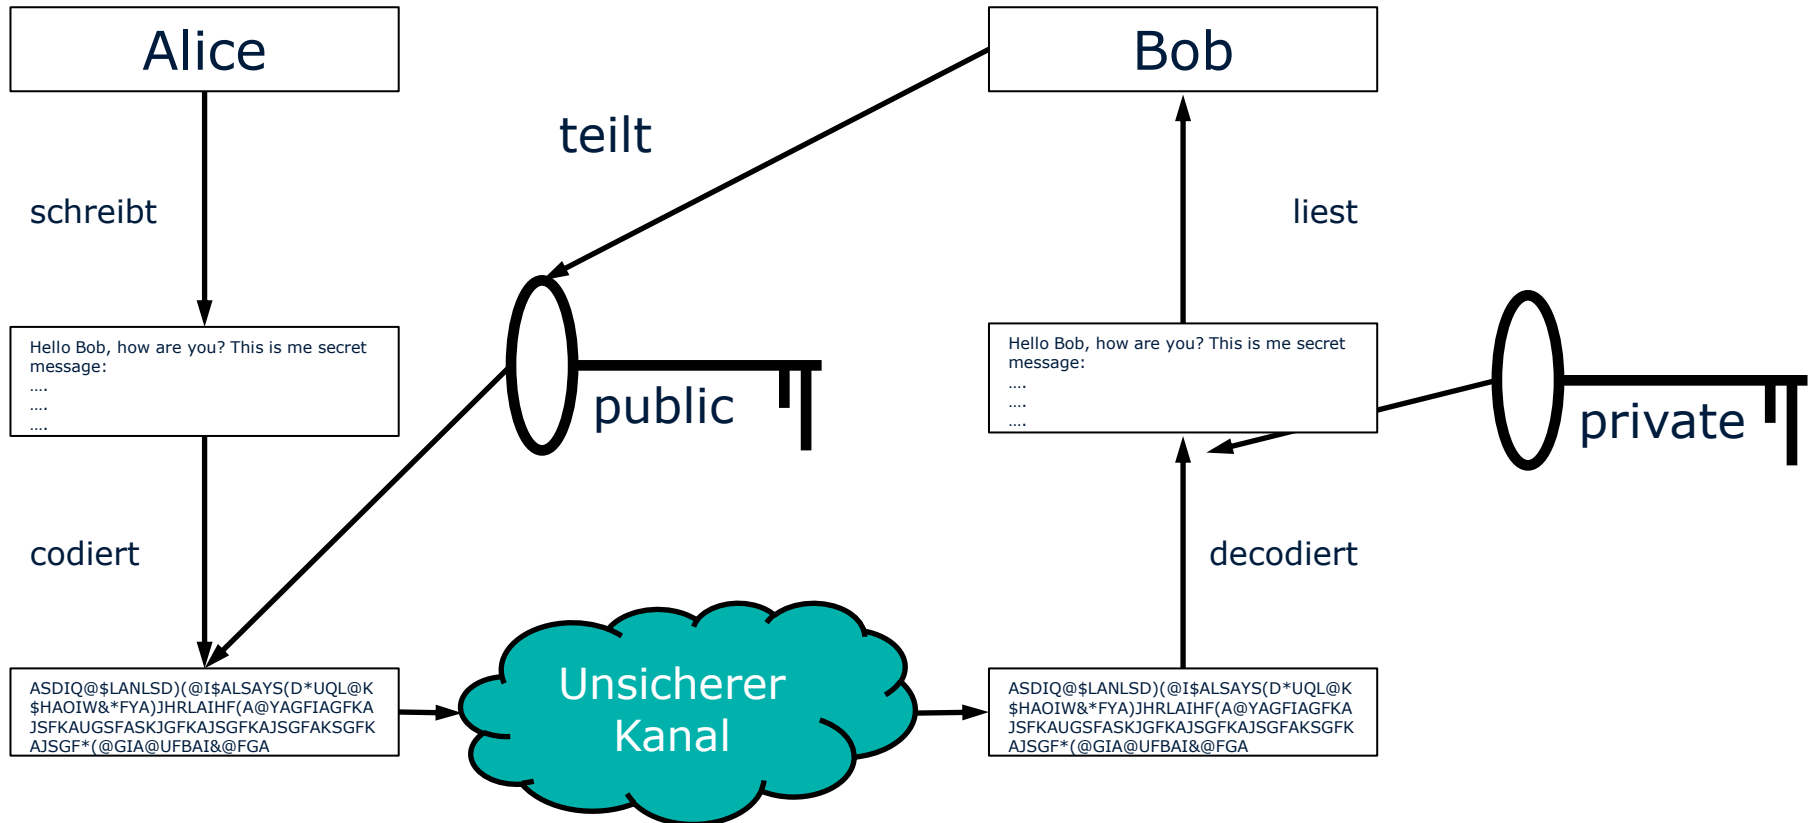 Alice
Bob
teilt
schreibt
liest
Hello Bob, how are you? This is me secret
message:
....
....
....
public
Hello Bob, how are you? This is me secret
message:
....
....
....
private
codiert
decodiert
ASDIQ@$LANLSD)(@I$ALSAYS(D*UQL@K
$HAOIW&*FYA)JHRLAIHF(A@YAGFIAGFKA
JSFKAUGSFASKJGFKAJSGFKAJSGFAKSGFK
AJSGF*(@GIA@UFBAI&@FGA
Unsicherer
Kanal
ASDIQ@$LANLSD)(@I$ALSAYS(D*UQL@K
$HAOIW&*FYA)JHRLAIHF(A@YAGFIAGFKA
JSFKAUGSFASKJGFKAJSGFKAJSGFAKSGFK
AJSGF*(@GIA@UFBAI&@FGA